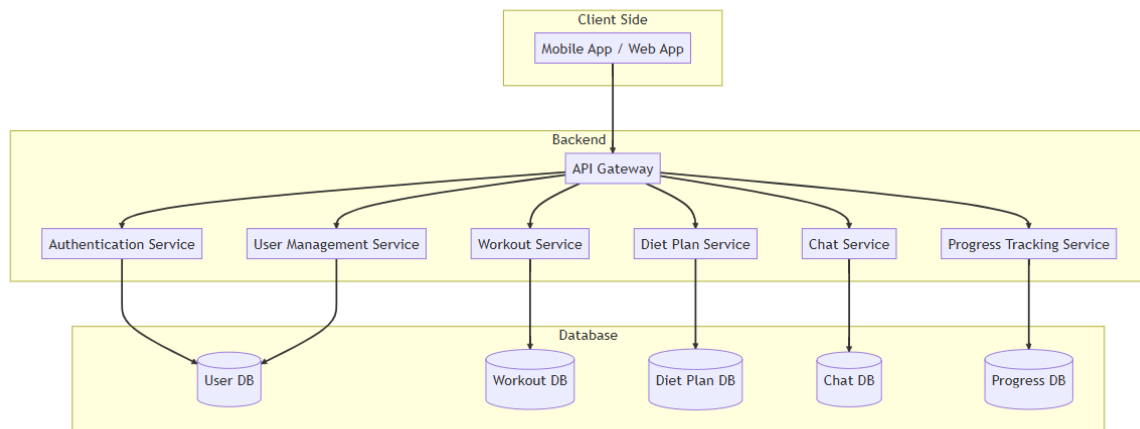 Client Side
Mobile App / Web App
Backend
API Gateway
Authentication Service
User Management Service
Workout Service
Diet Plan Service
Chat Service
Progress Tracking Service
Database
User DB
Workout DB
Diet Plan DB
Chat DB
Progress DB